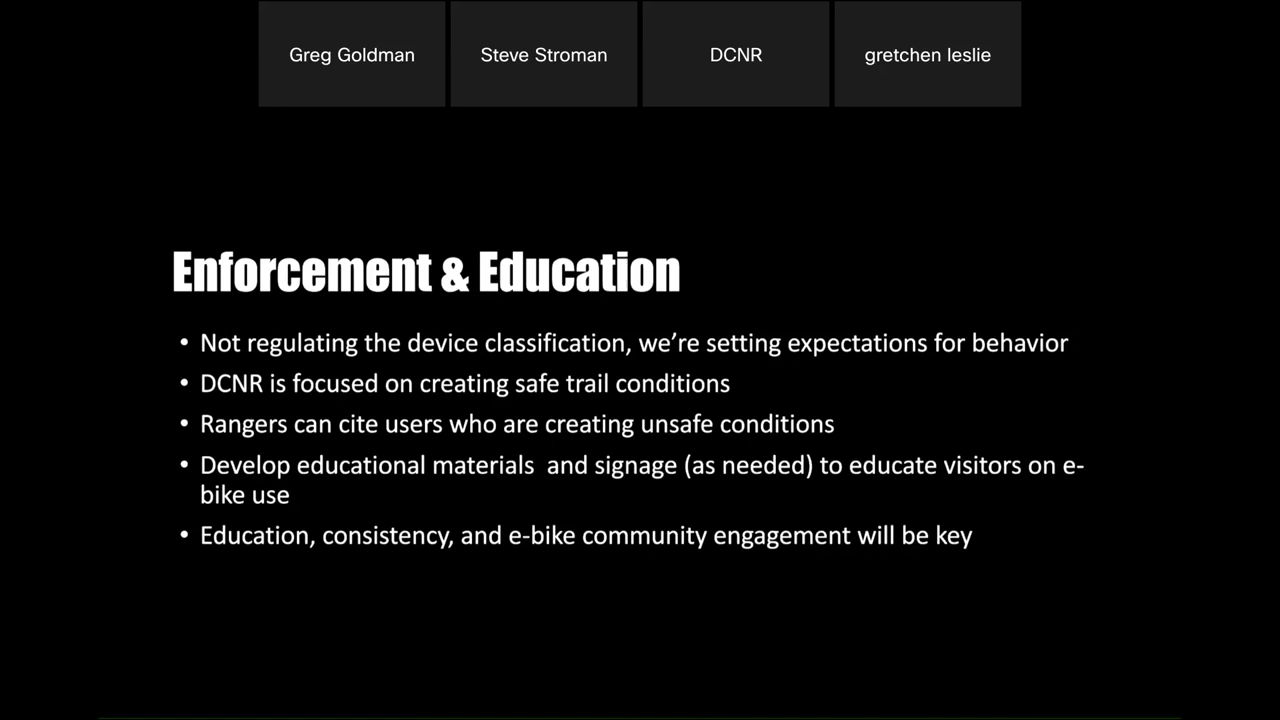 Greg Goldman
Steve Stroman
DCNR
gretchen leslie
Enforcement & Education
• Not regulating the device classification, we’re setting expectations for behavior
• DCNR is focused on creating safe trail conditions
• Rangers can cite users who are creating unsafe conditions
• Develop educational materials  and signage (as needed) to educate visitors on e-
bike use
• Education, consistency, and e-bike community engagement will be key